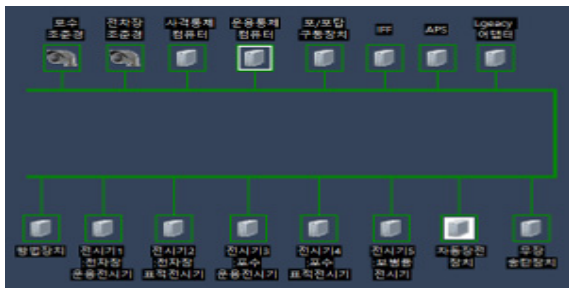 포수
조준경
전차장
조준경
사격통제
컴퓨터
운용통제
컴퓨터
포/포탑
구동장치
IFF
APS
Lgeacy
어댑터
항법장치
전시기1
전차장
운용전시기
전시기2
전차장
표적전시기
전시기3
포수
운용전시기
전시기4
포수
표적전시기
전시기5
보병용
전시기
자동장전
장치
무장
송탄장치